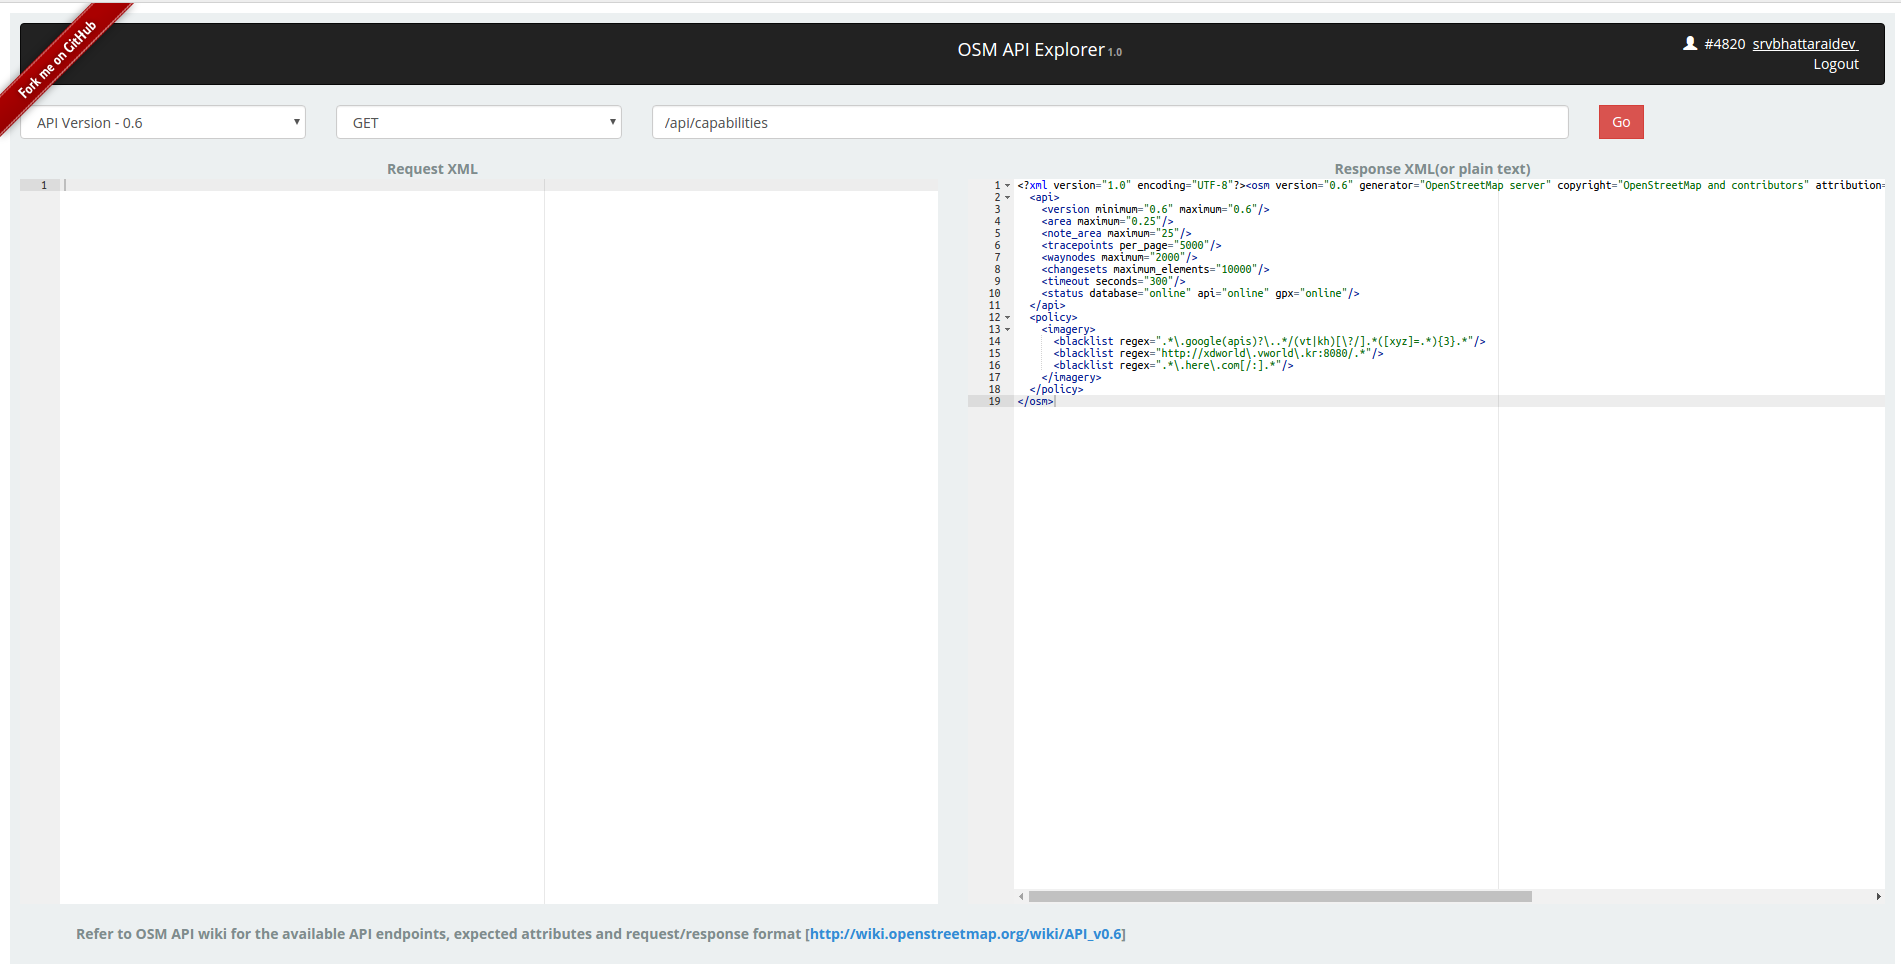 Fork me on GitHub
OSM API Explorer 1.0
#4820 srvbhattaraidev
Logout
API Version - 0.6
GET
/api/capabilities
Go
Request XML
Response XML(or plain text)
1
1 <?xml version="1.0" encoding="UTF-8"?><osm version="0.6" generator="OpenStreetMap server" copyright="OpenStreetMap and contributors" attribution=
2 <api>
3 <version minimum="0.6" maximum="0.6"/>
4 <area maximum="0.25"/>
5 <note_area maximum="25"/>
6 <tracepoints per_page="5000"/>
7 <waynodes maximum="2000"/>
8 <changesets maximum_elements="10000"/>
9 <timeout seconds="300"/>
10 <status database="online" api="online" gpx="online"/>
11 </api>
12 <policy>
13 <imagery>
14 <blacklist regex=".*\.google(apis)?\..*/(vt|kh)[\?/].*([xyz]=.*){3}.*"/>
15 <blacklist regex="http://xdworld\.vworld\.kr:8080/.*"/>
16 <blacklist regex=".*\.here\.com[/:].*"/>
17 </imagery>
18 </policy>
19 </osm>
Refer to OSM API wiki for the available API endpoints, expected attributes and request/response format [http://wiki.openstreetmap.org/wiki/API_v0.6]